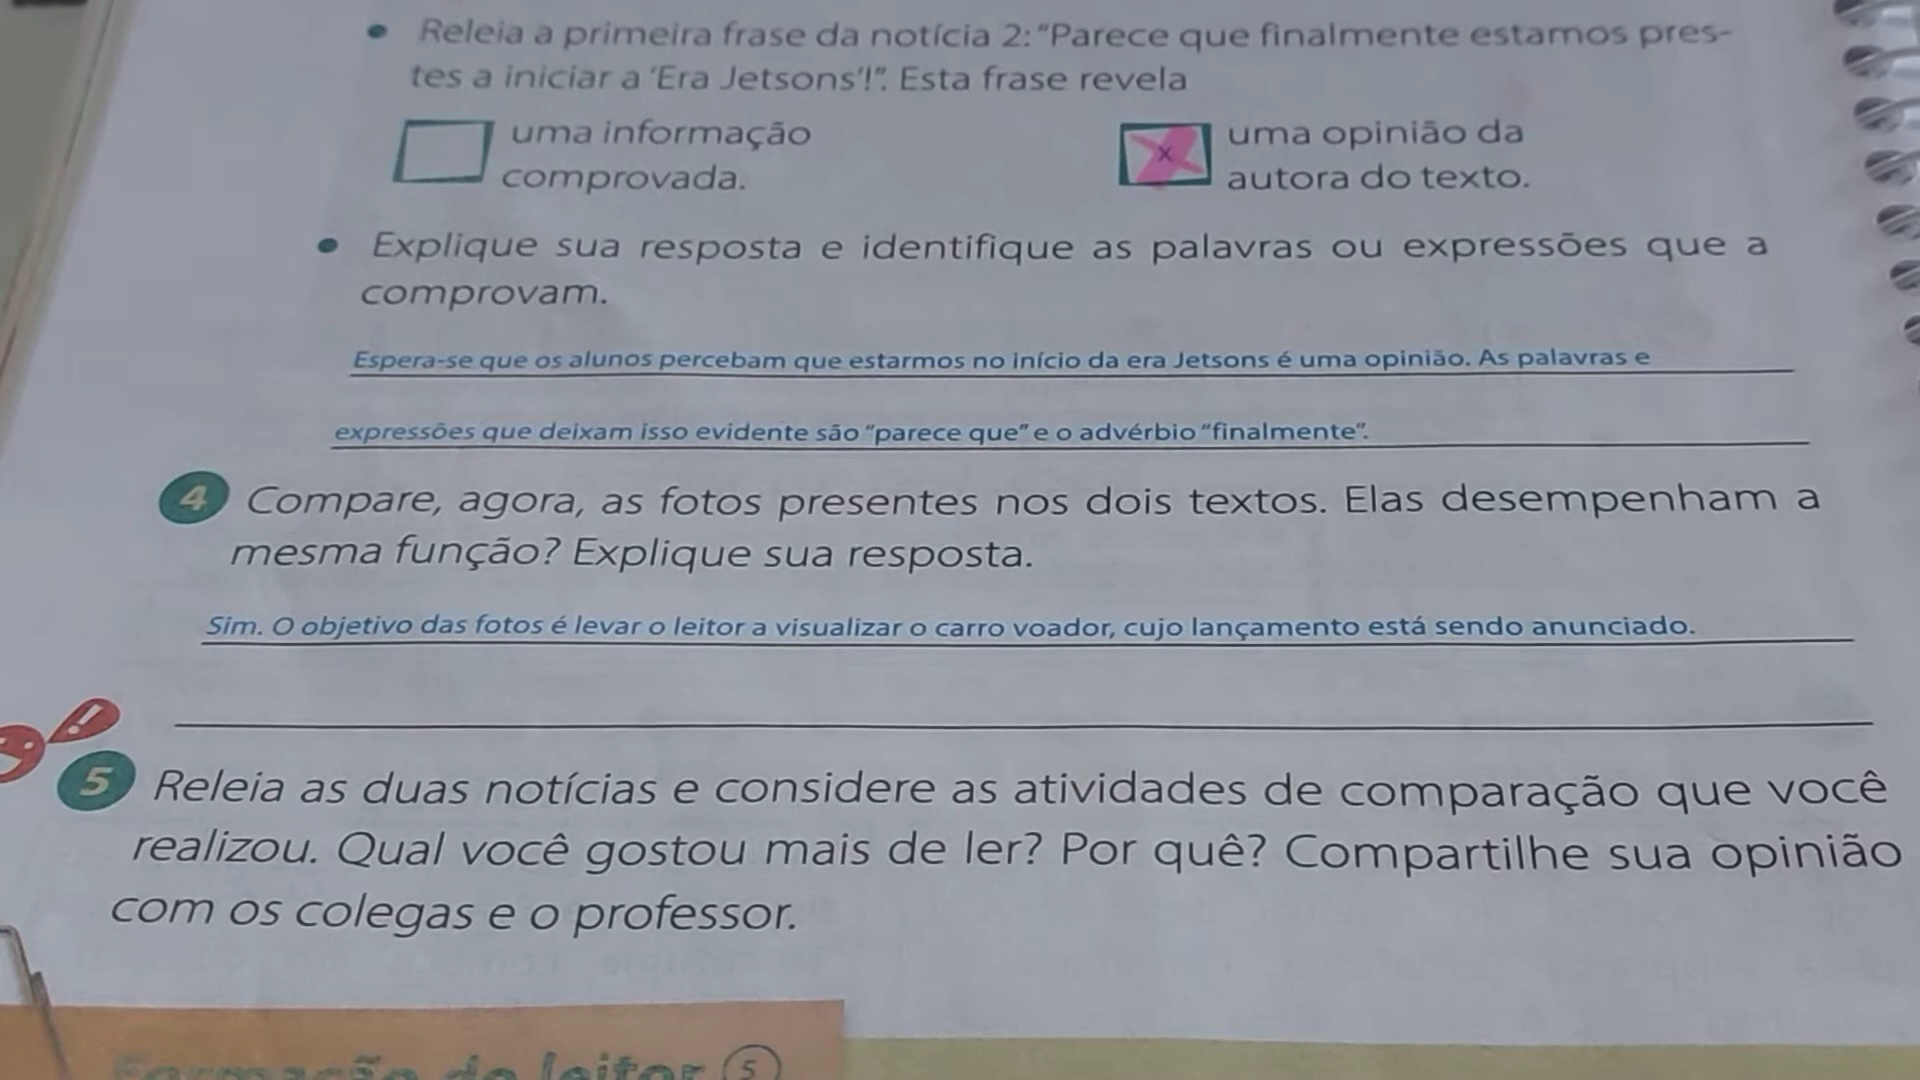 • Releia a primeira frase da notícia 2: “Parece que finalmente estamos pres-
tes a iniciar a ‘Era Jetsons’!”. Esta frase revela
uma informação
comprovada.
x uma opinião da
autora do texto.
• Explique sua resposta e identifique as palavras ou expressões que a
comprovam.
Espera-se que os alunos percebam que estarmos no início da era Jetsons é uma opinião. As palavras e
expressões que deixam isso evidente são “parece que” e o advérbio “finalmente”.
4 Compare, agora, as fotos presentes nos dois textos. Elas desempenham a
mesma função? Explique sua resposta.
Sim. O objetivo das fotos é levar o leitor a visualizar o carro voador, cujo lançamento está sendo anunciado.
!
5 Releia as duas notícias e considere as atividades de comparação que você
realizou. Qual você gostou mais de ler? Por quê? Compartilhe sua opinião
com os colegas e o professor.
Formação do leitor 5